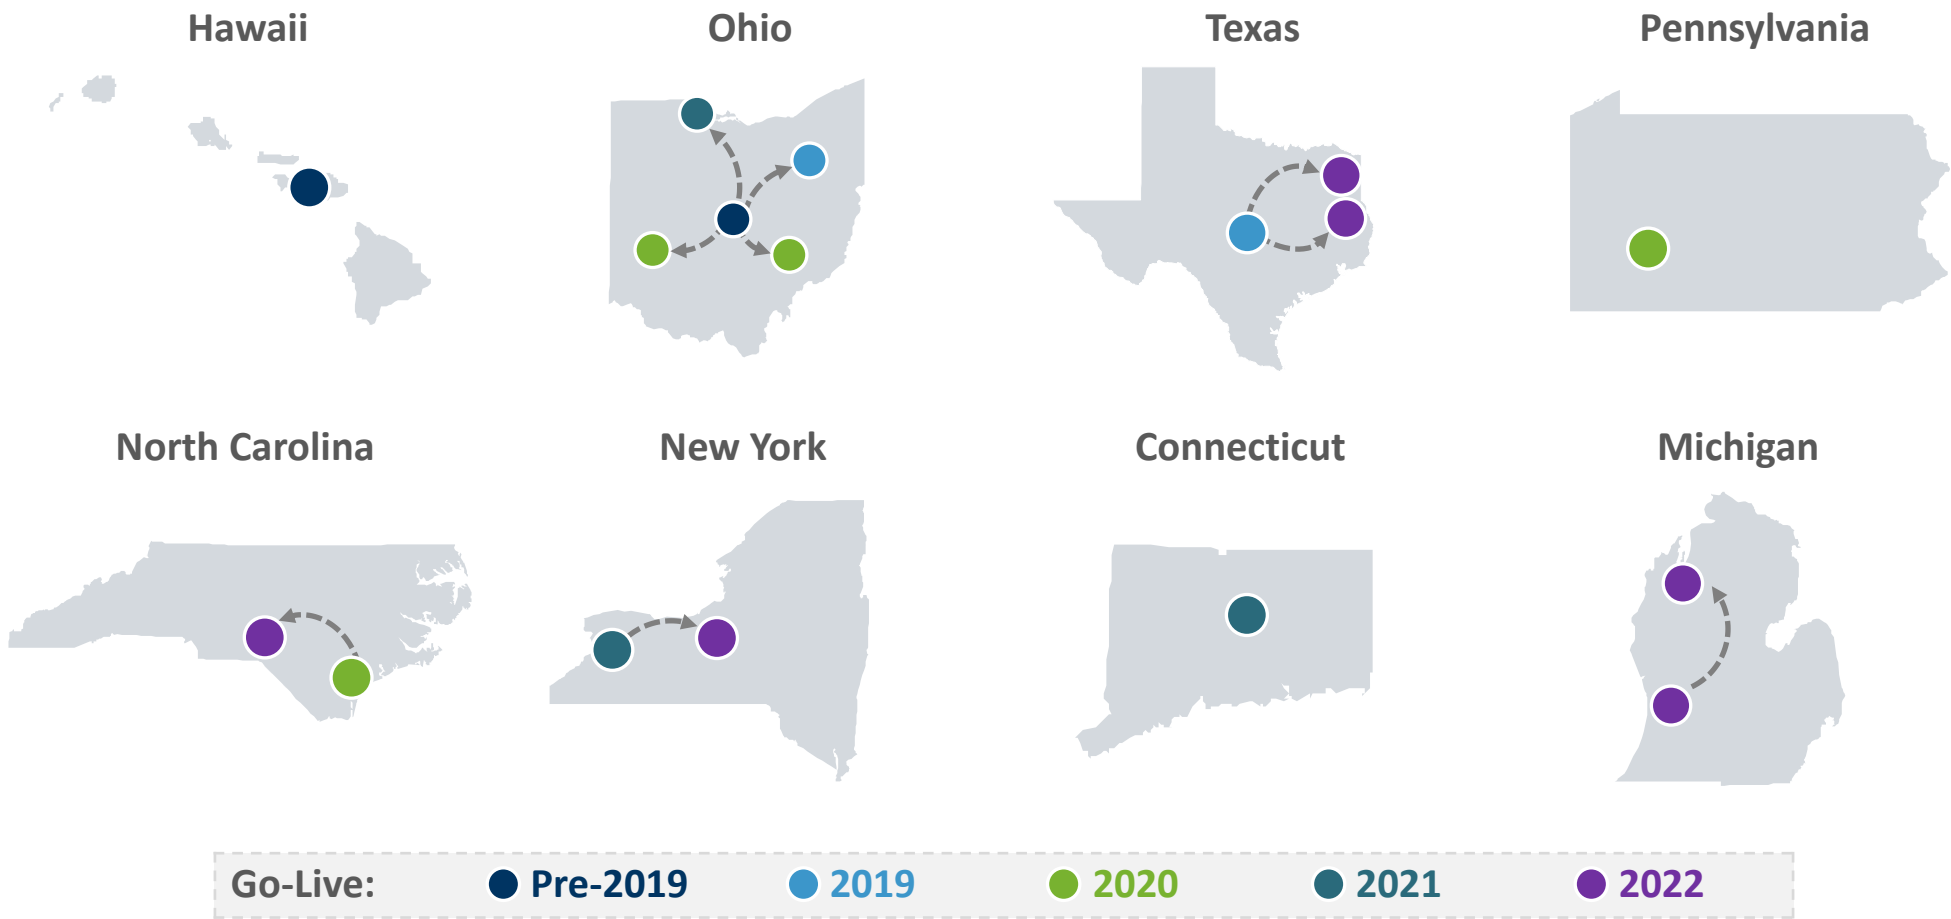 Hawaii
Ohio
Texas
Pennsylvania
North Carolina
New York
Connecticut
Michigan
Go-Live: Pre-2019 2019 2020 2021 2022